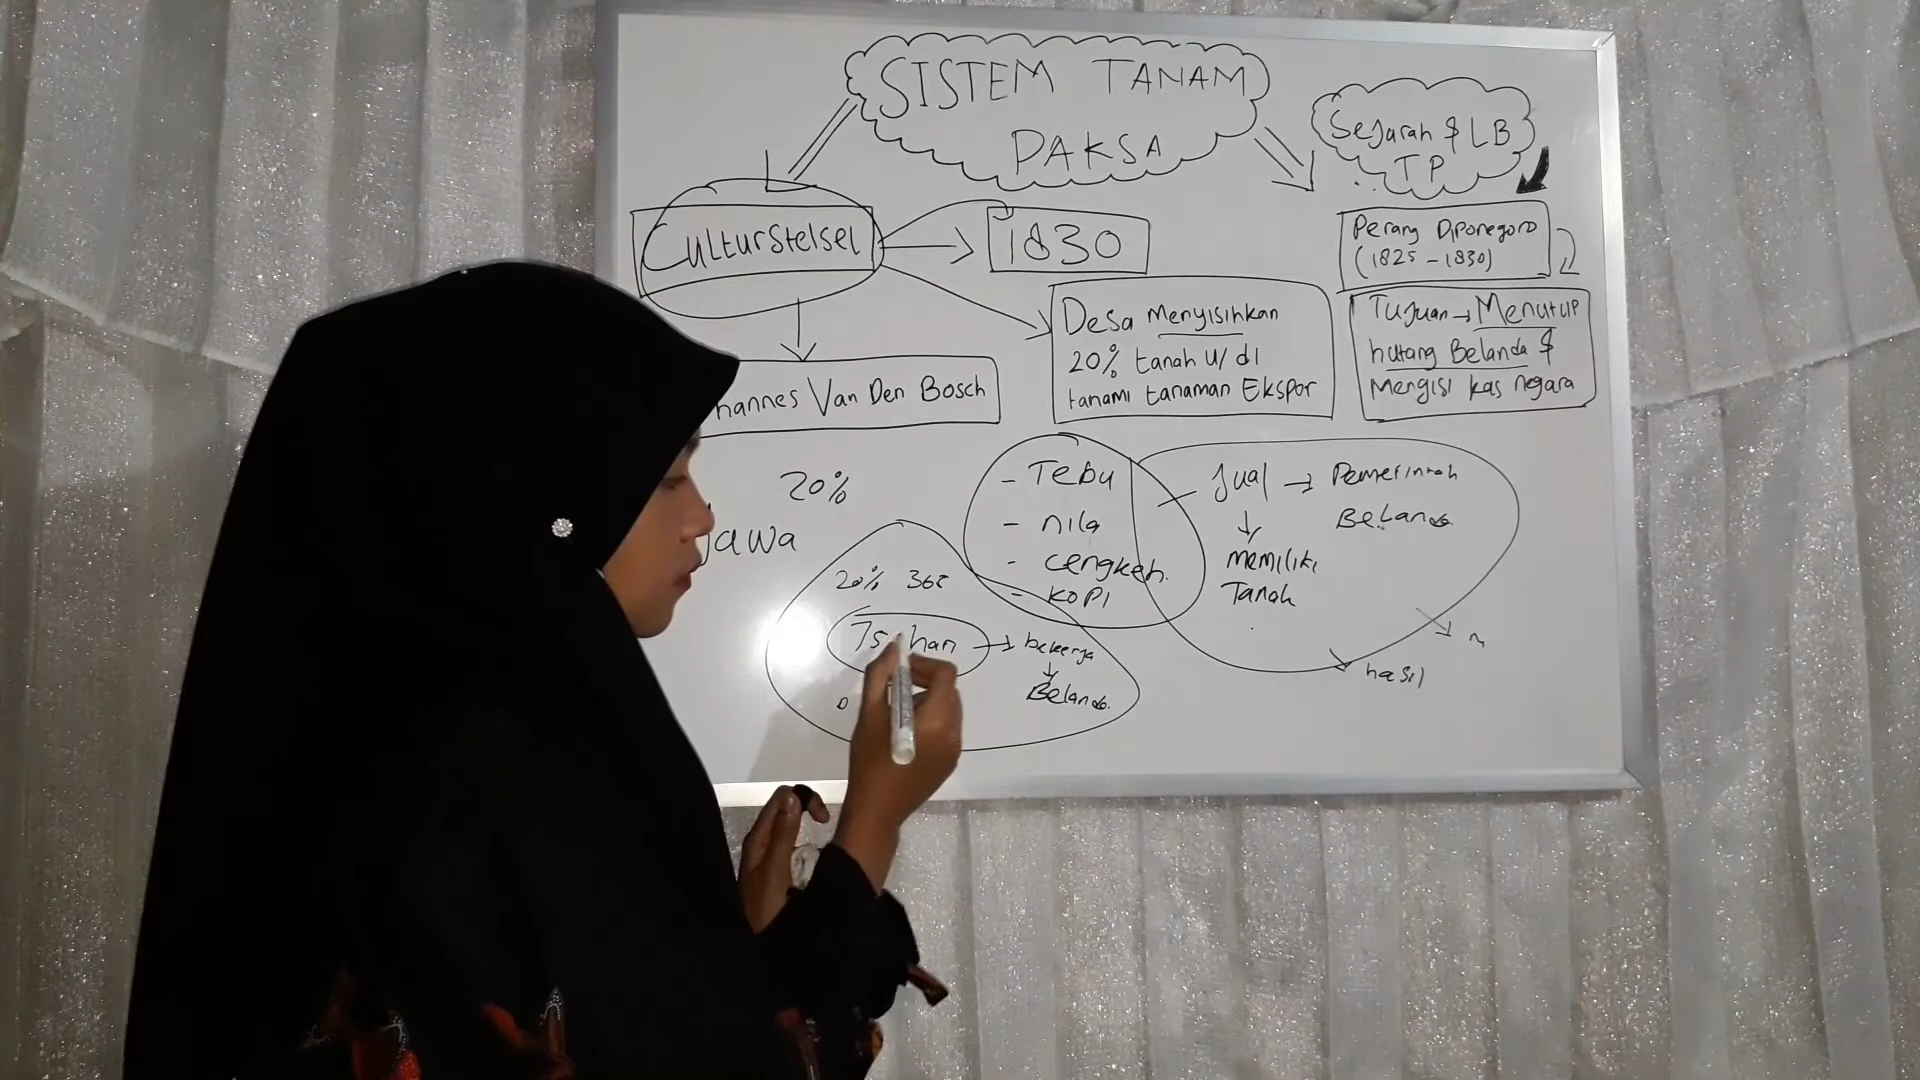 SISTEM TANAM
PAKSA
Sejarah & LB
TP
Culturstelsel
1830
Perang Diponegoro
(1825 - 1830)
Desa Menyisihkan
20% tanah u/ di
tanami tanaman Ekspor
Tujuan → Menutup
hutang Belanda &
Mengisi kas negara
hannes Van Den Bosch
20%
Jawa
- Tebu
- nila
- cengkeh
- kopi
Jual → Pemerintah
Belanda
↓
memiliki
Tanah
20% 365
75 han → bekerja
↓
Belanda
→ hasil